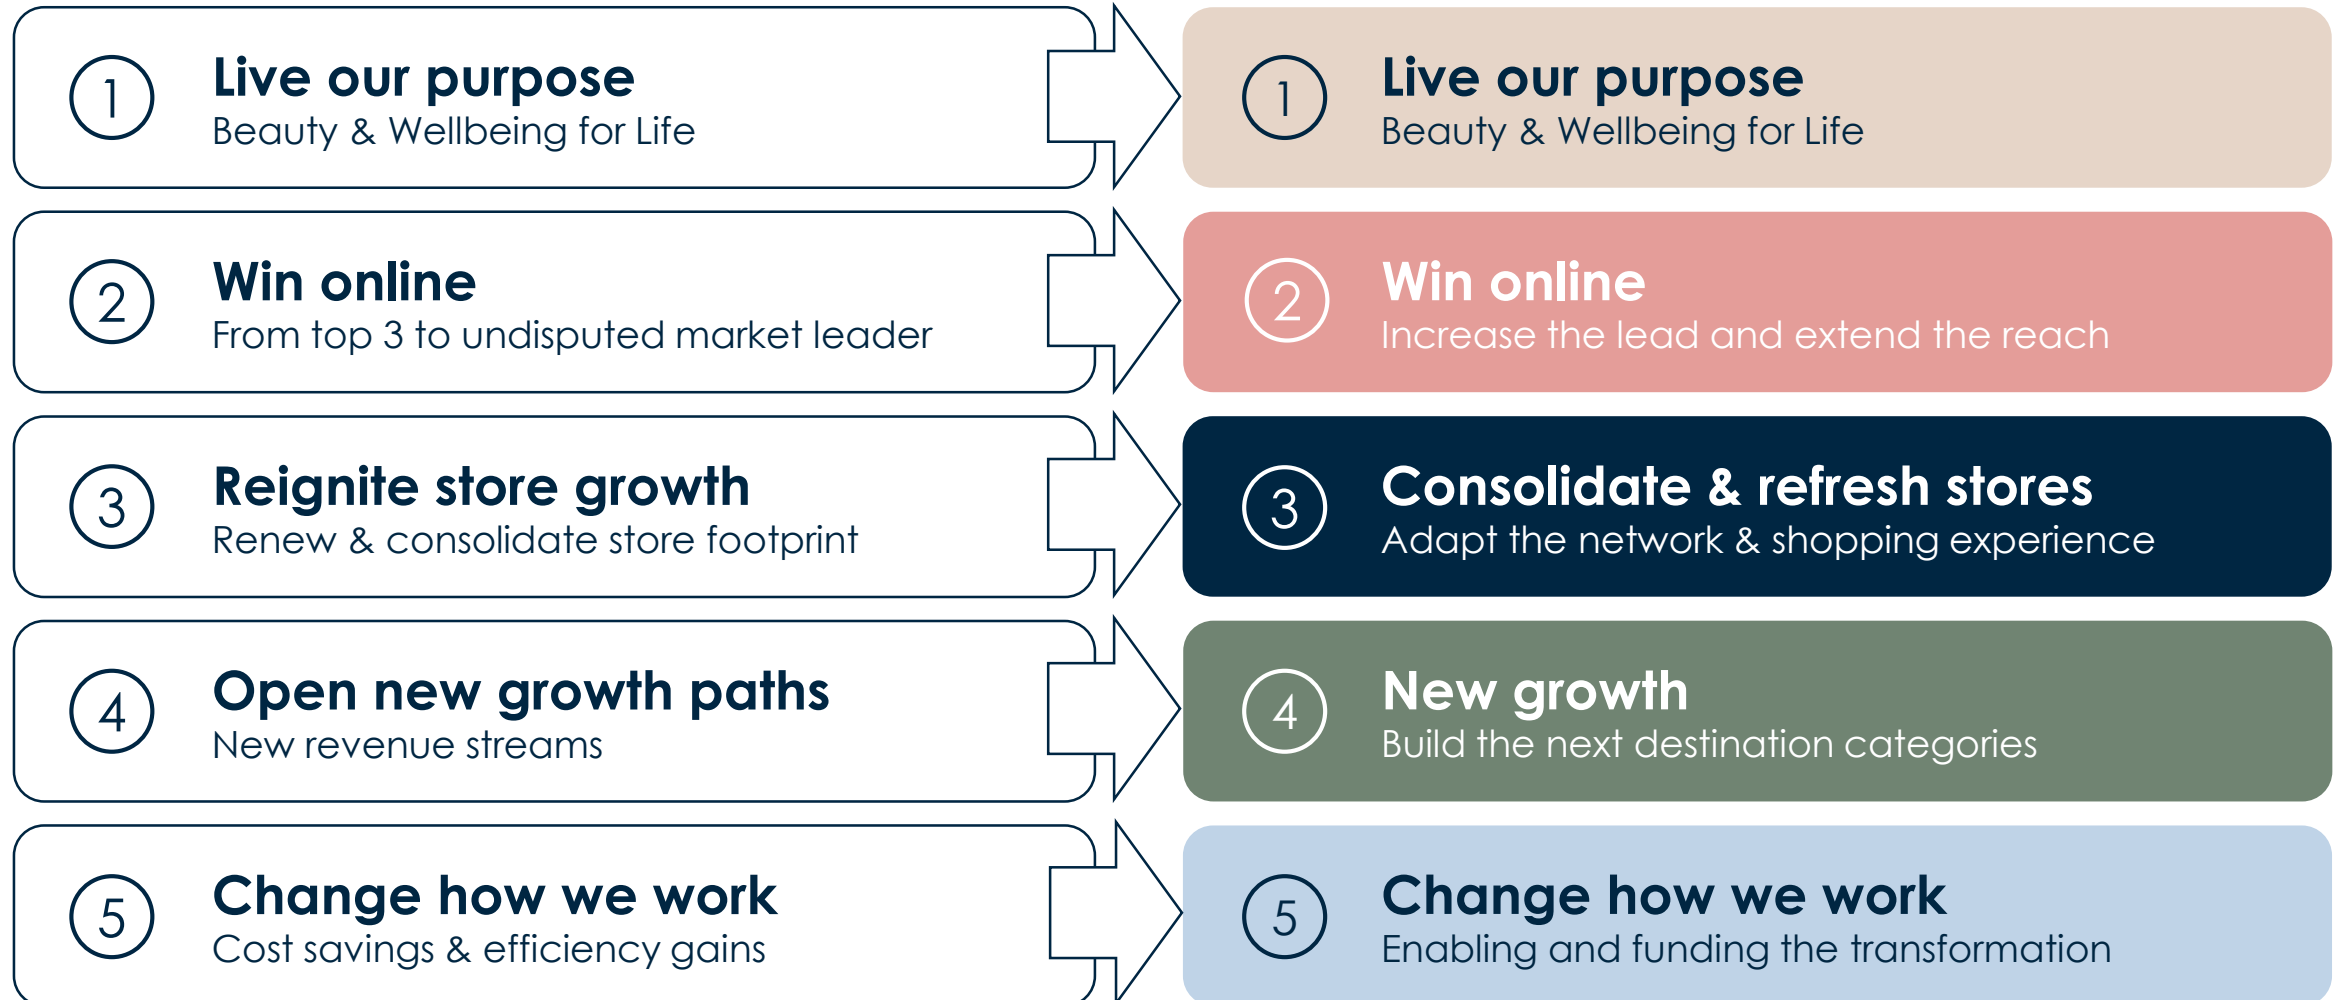 1
Live our purpose
Beauty & Wellbeing for Life
1
Live our purpose
Beauty & Wellbeing for Life
2
Win online
From top 3 to undisputed market leader
2
Win online
Increase the lead and extend the reach
3
Reignite store growth
Renew & consolidate store footprint
3
Consolidate & refresh stores
Adapt the network & shopping experience
4
Open new growth paths
New revenue streams
4
New growth
Build the next destination categories
5
Change how we work
Cost savings & efficiency gains
5
Change how we work
Enabling and funding the transformation